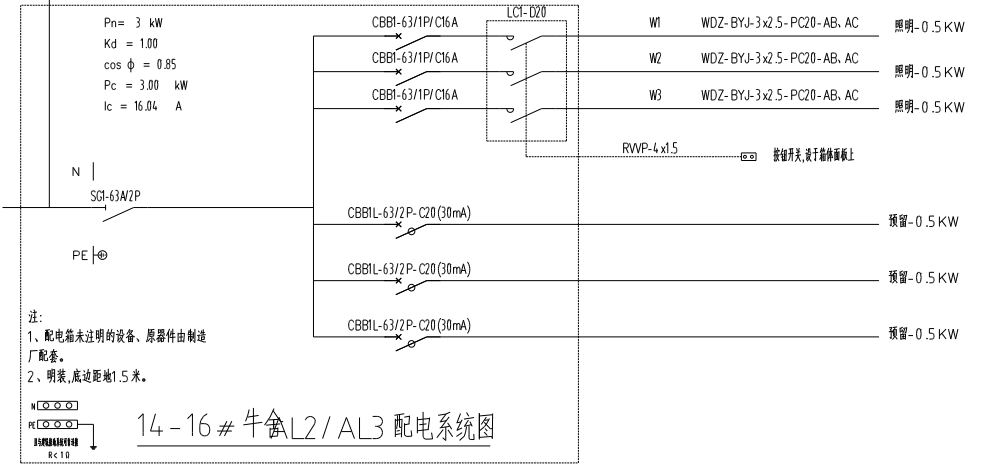 Pn= 3 kW
Kd = 1.00
cos ϕ = 0.85
Pc = 3.00 kW
Ic = 16.04 A
LC1-D20
CBB1-63/1P/C16A W1 WDZ-BYJ-3x2.5-PC20-AB、AC 照明-0.5KW
CBB1-63/1P/C16A W2 WDZ-BYJ-3x2.5-PC20-AB、AC 照明-0.5KW
CBB1-63/1P/C16A W3 WDZ-BYJ-3x2.5-PC20-AB、AC 照明-0.5KW
RVVP-4x1.5 按钮开关,设于箱体面板上
N
SG1-63A/2P
PE
CBB1L-63/2P-C20(30mA) 预留-0.5KW
CBB1L-63/2P-C20(30mA) 预留-0.5KW
CBB1L-63/2P-C20(30mA) 预留-0.5KW
注:
1、配电箱未注明的设备、原器件由制造
厂配套。
2、明装,底边距地1.5米。
N
PE
R<1Ω
14-16#牛舍AL2/AL3配电系统图